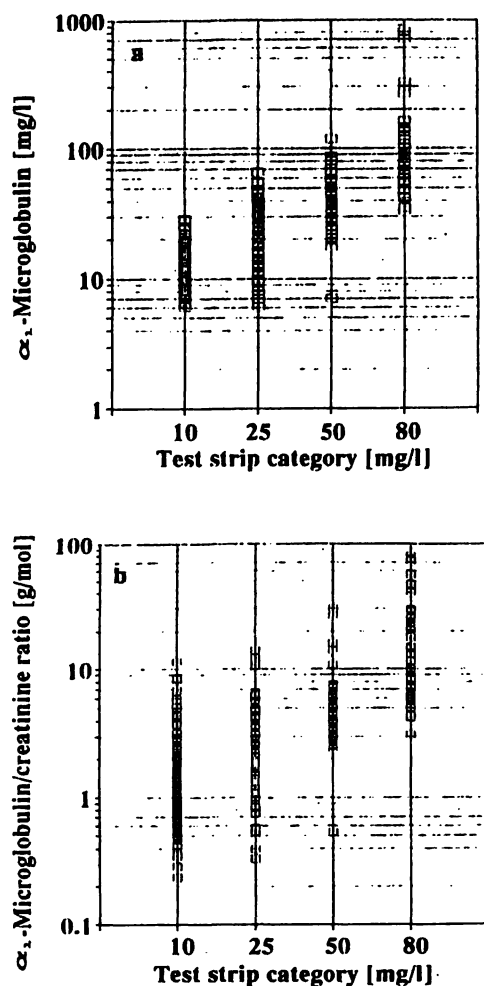 1000
a
100
10
1
α₁-Microglobulin [mg/l]
10 25 50 80
Test strip category [mg/l]
100
b
10
1
0.1
α₁-Microglobulin/creatinine ratio [g/mol]
10 25 50 80
Test strip category [mg/l]